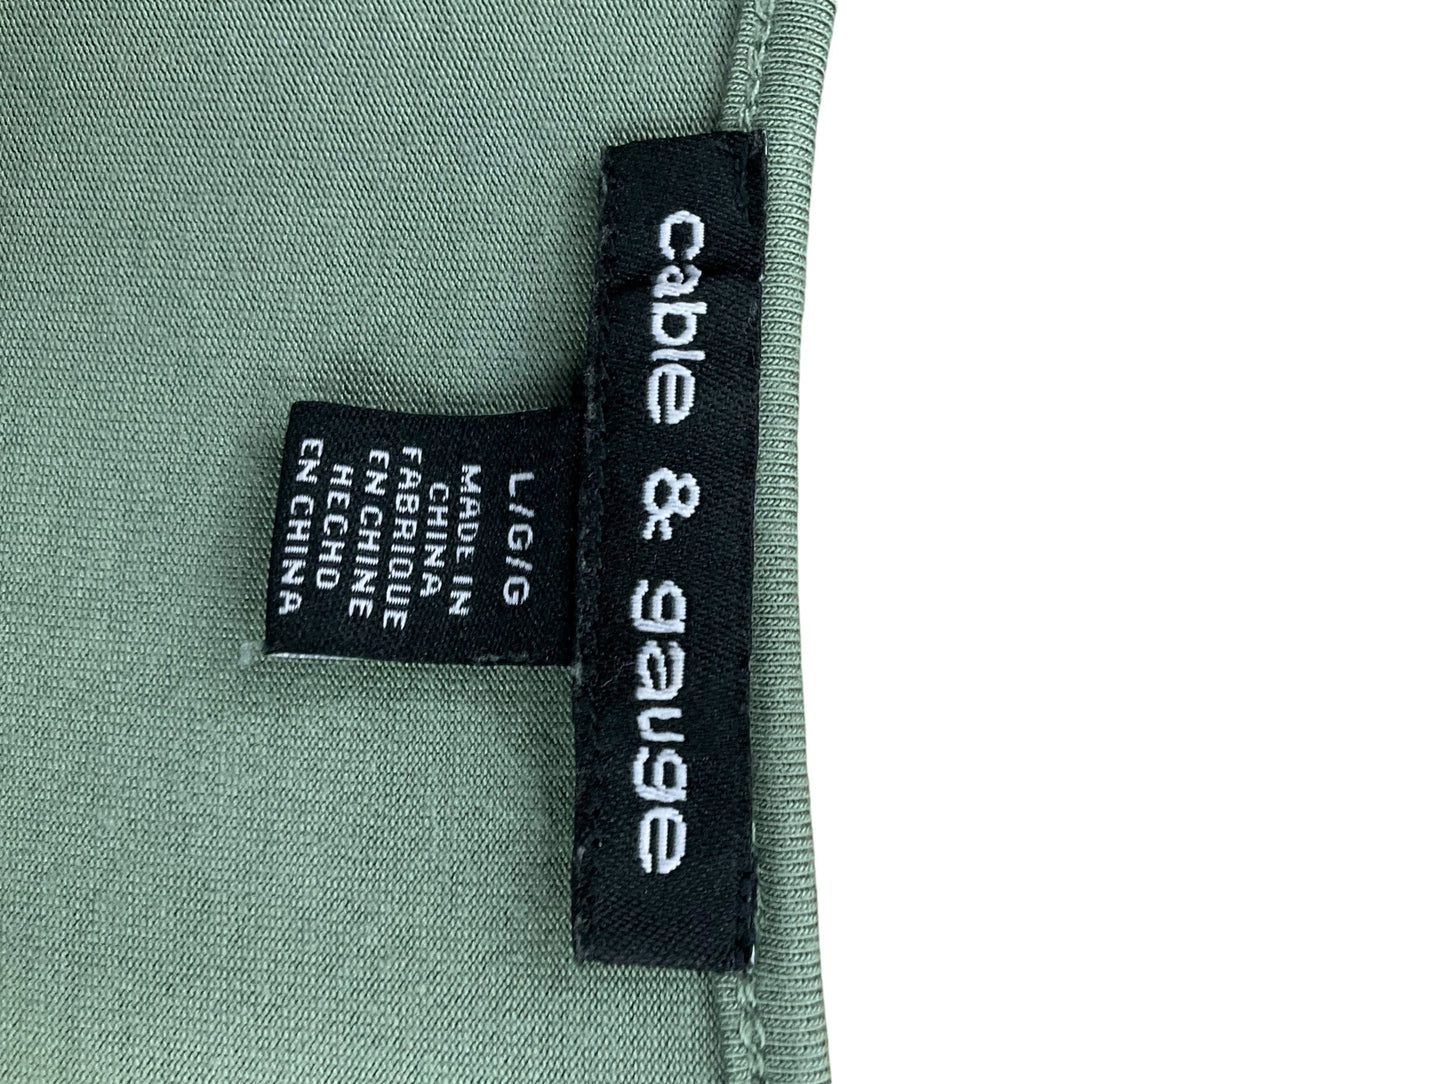 cable & gauge
L/G/G
MADE IN
CHINA
FABRIQUE
EN CHINE
HECHO
EN CHINA